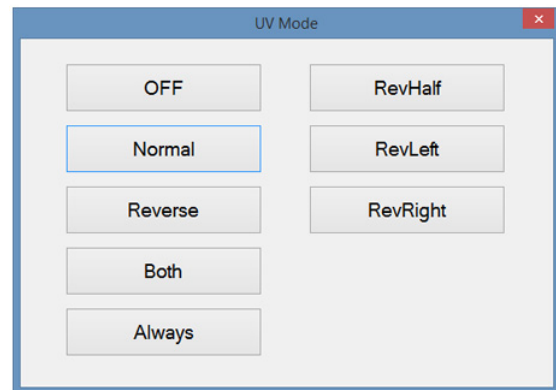 UV Mode
OFF
Normal
Reverse
Both
Always
RevHalf
RevLeft
RevRight